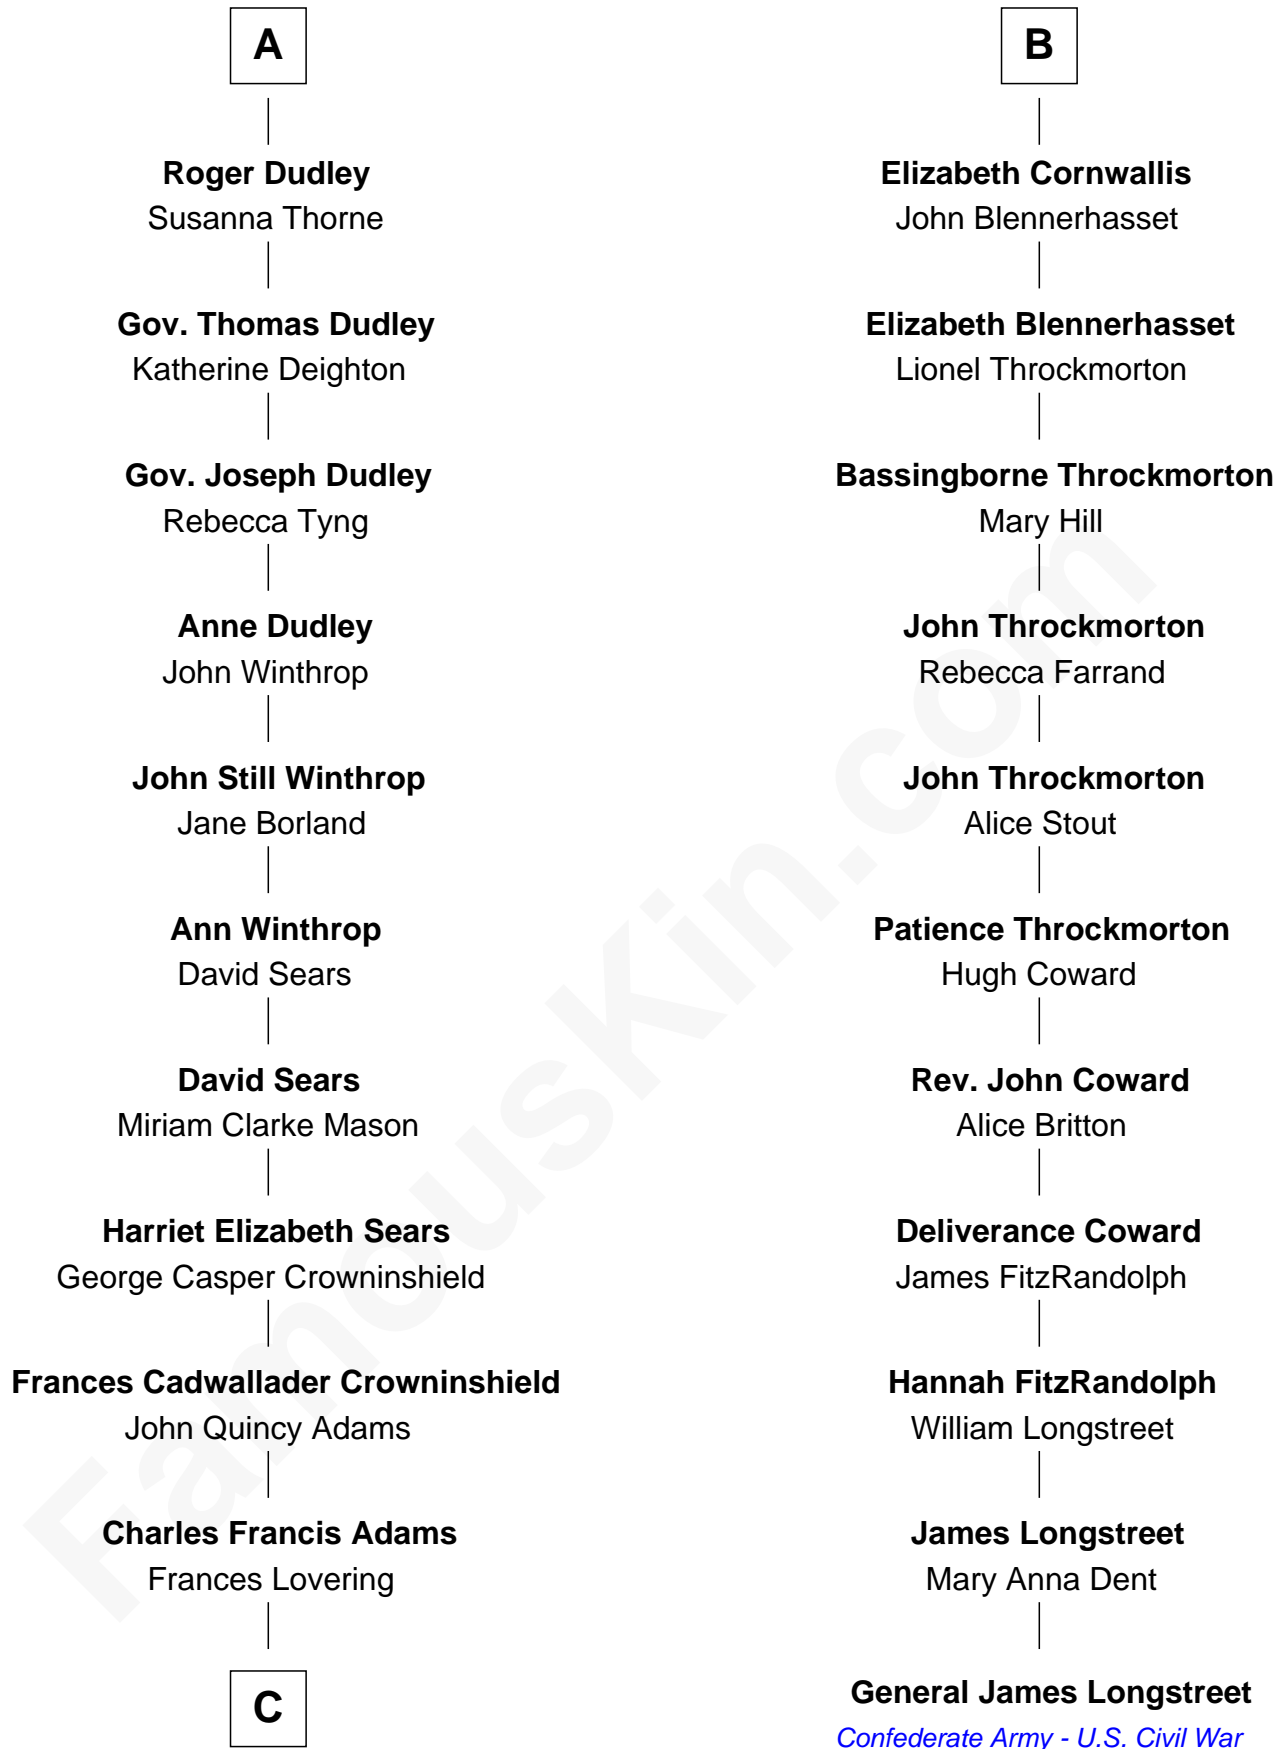 A
Roger Dudley
Susanna Thorne
Gov. Thomas Dudley
Katherine Deighton
Gov. Joseph Dudley
Rebecca Tyng
Anne Dudley
John Winthrop
John Still Winthrop
Jane Borland
Ann Winthrop
David Sears
David Sears
Miriam Clarke Mason
Harriet Elizabeth Sears
George Casper Crowninshield
Frances Cadwallader Crowninshield
John Quincy Adams
Charles Francis Adams
Frances Lovering
C
B
Elizabeth Cornwallis
John Blennerhasset
Elizabeth Blennerhasset
Lionel Throckmorton
Bassingborne Throckmorton
Mary Hill
John Throckmorton
Rebecca Farrand
John Throckmorton
Alice Stout
Patience Throckmorton
Hugh Coward
Rev. John Coward
Alice Britton
Deliverance Coward
James FitzRandolph
Hannah FitzRandolph
William Longstreet
James Longstreet
Mary Anna Dent
General James Longstreet
Confederate Army - U.S. Civil War
FamousKin.com